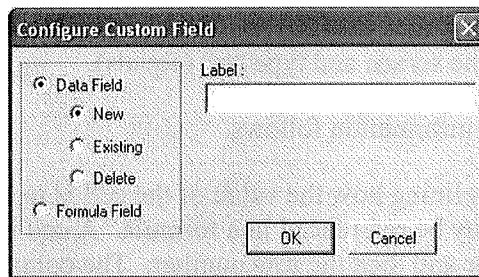 Configure Custom Field
Data Field
New
Existing
Delete
Formula Field
Label :
OK
Cancel